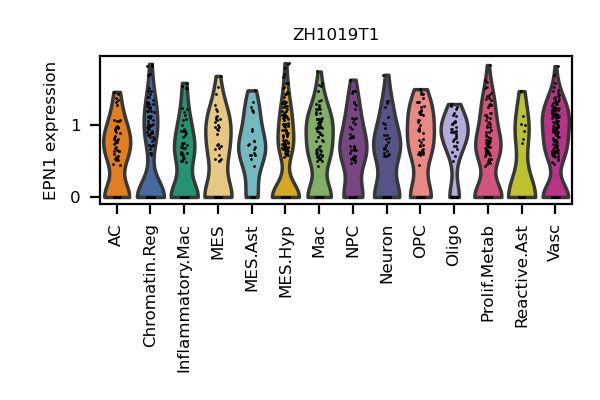 ZH1019T1
EPN1 expression
1
0
AC
Chromatin.Reg
Inflammatory.Mac
MES
MES.Ast
MES.Hyp
Mac
NPC
Neuron
OPC
Oligo
Prolif.Metab
Reactive.Ast
Vasc